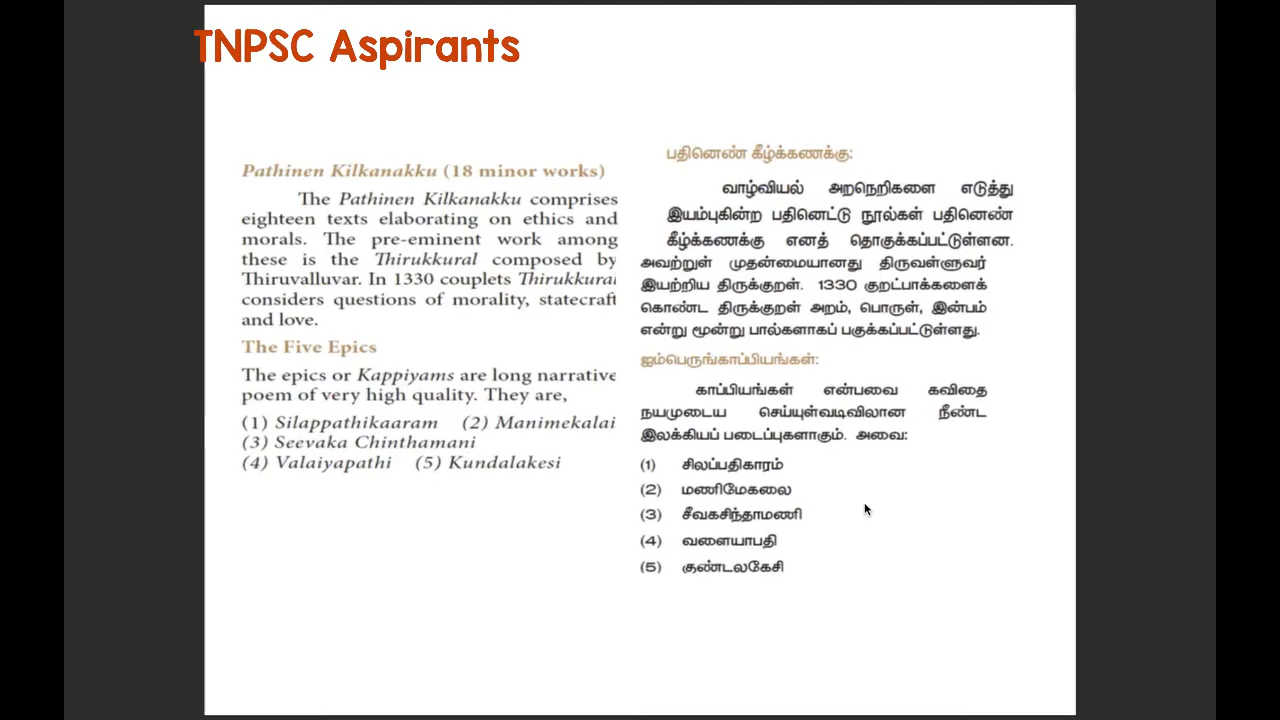 TNPSC Aspirants
Pathinen Kilkanakku (18 minor works)
The Pathinen Kilkanakku comprises
eighteen texts elaborating on ethics and
morals. The pre-eminent work among
these is the Thirukkural composed by
Thiruvalluvar. In 1330 couplets Thirukkural
considers questions of morality, statecraft
and love.
The Five Epics
The epics or Kappiyams are long narrative
poem of very high quality. They are,
(1) Silappathikaaram (2) Manimekalai
(3) Seevaka Chinthamani
(4) Valaiyapathi (5) Kundalakesi
பதினெண் கீழ்க்கணக்கு:
வாழ்வியல் அறநெறிகளை எடுத்து
இயம்புகின்ற பதினெட்டு நூல்கள் பதினெண்
கீழ்க்கணக்கு எனத் தொகுக்கப்பட்டுள்ளன.
அவற்றுள் முதன்மையானது திருவள்ளுவர்
இயற்றிய திருக்குறள். 1330 குறட்பாக்களைக்
கொண்ட திருக்குறள் அறம், பொருள், இன்பம்
என்று மூன்று பால்களாகப் பகுக்கப்பட்டுள்ளது.
ஐம்பெருங்காப்பியங்கள்:
காப்பியங்கள் என்பவை கவிதை
நயமுடைய செய்யுள்வடிவிலான நீண்ட
இலக்கியப் படைப்புகளாகும். அவை:
(1) சிலப்பதிகாரம்
(2) மணிமேகலை
(3) சீவகசிந்தாமணி
(4) வளையாபதி
(5) குண்டலகேசி